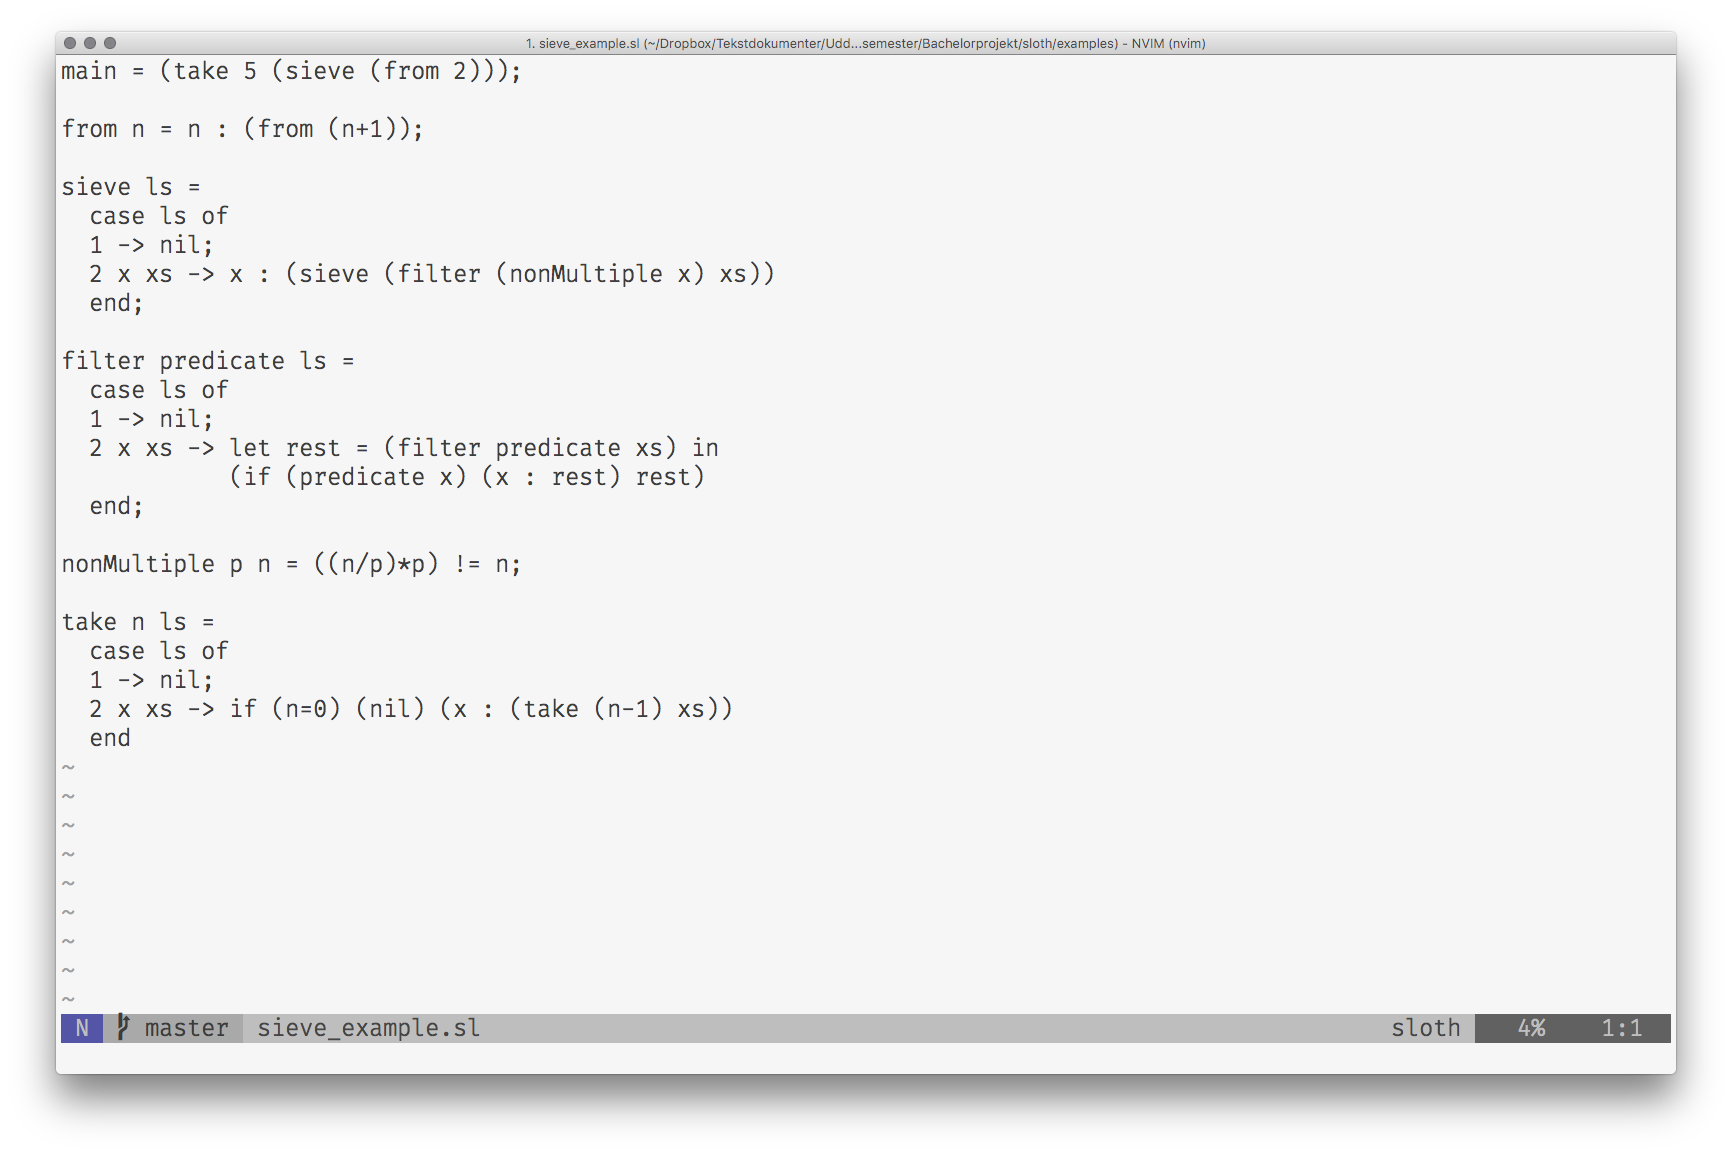 1. sieve_example.sl (~/Dropbox/Tekstdokumenter/Udd...semester/Bachelorprojekt/sloth/examples) - NVIM (nvim)
main = (take 5 (sieve (from 2)));

from n = n : (from (n+1));

sieve ls =
  case ls of
  1 -> nil;
  2 x xs -> x : (sieve (filter (nonMultiple x) xs))
  end;

filter predicate ls =
  case ls of
  1 -> nil;
  2 x xs -> let rest = (filter predicate xs) in
            (if (predicate x) (x : rest) rest)
  end;

nonMultiple p n = ((n/p)*p) != n;

take n ls =
  case ls of
  1 -> nil;
  2 x xs -> if (n=0) (nil) (x : (take (n-1) xs))
  end
~
~
~
~
~
~
~
~
~
N master sieve_example.sl sloth 4% 1:1